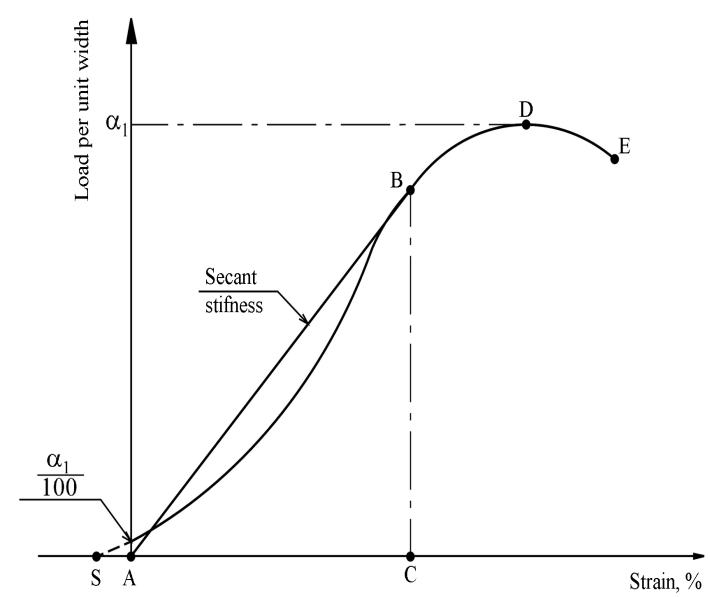 Load per unit width
α1
D
E
B
Secant
stifness
α1
100
S
A
C
Strain, %